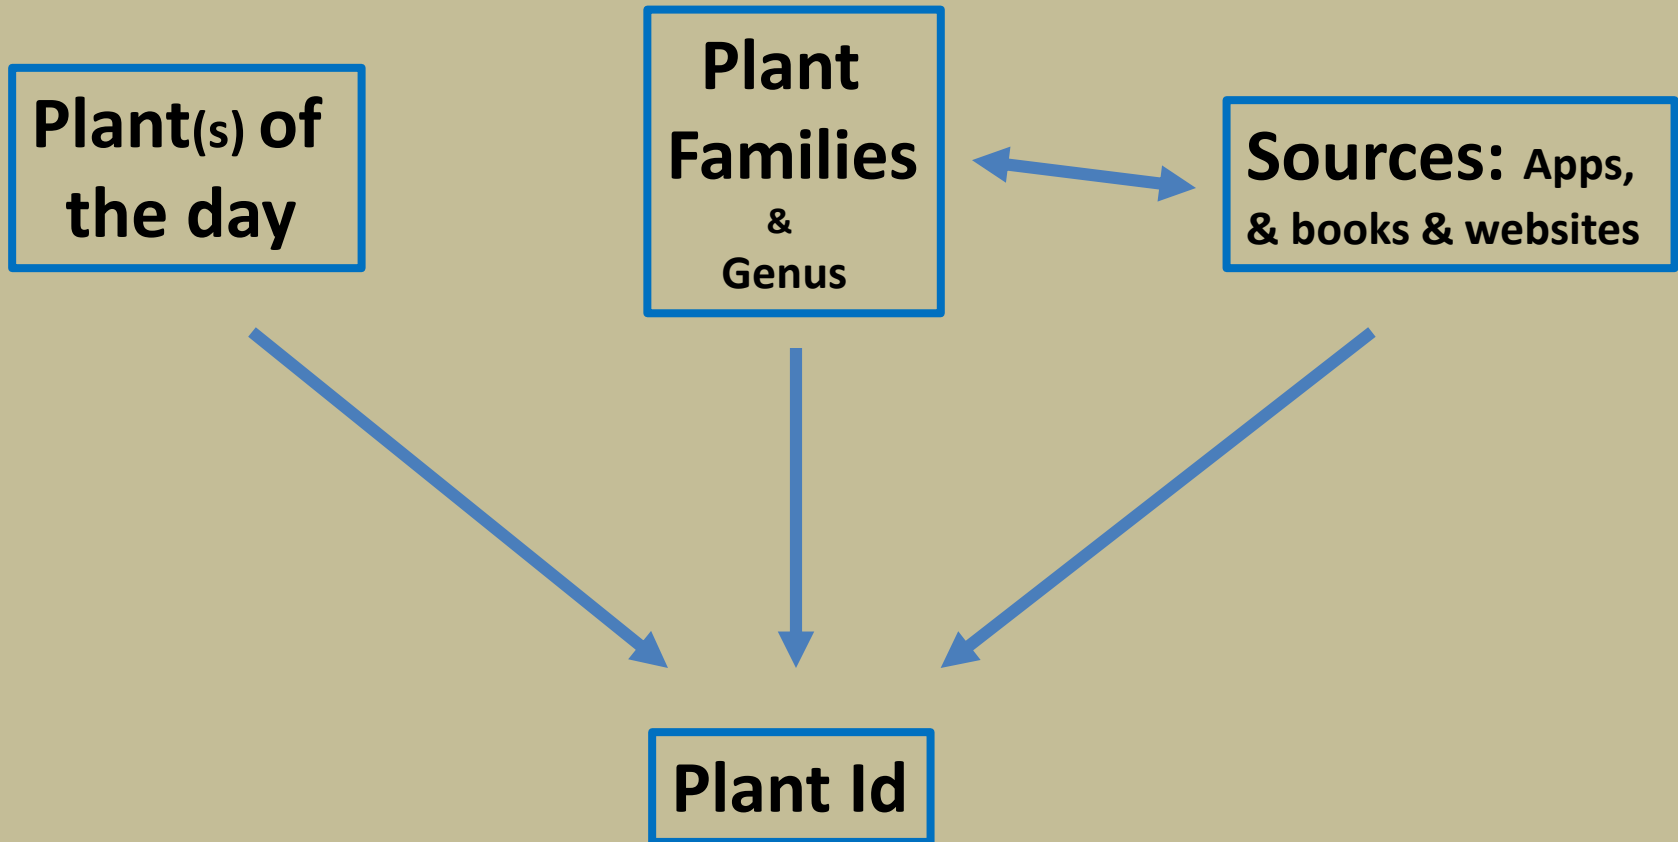 Plant(s) of
the day
Plant
Families
&
Genus
Sources: Apps,
& books & websites
Plant Id